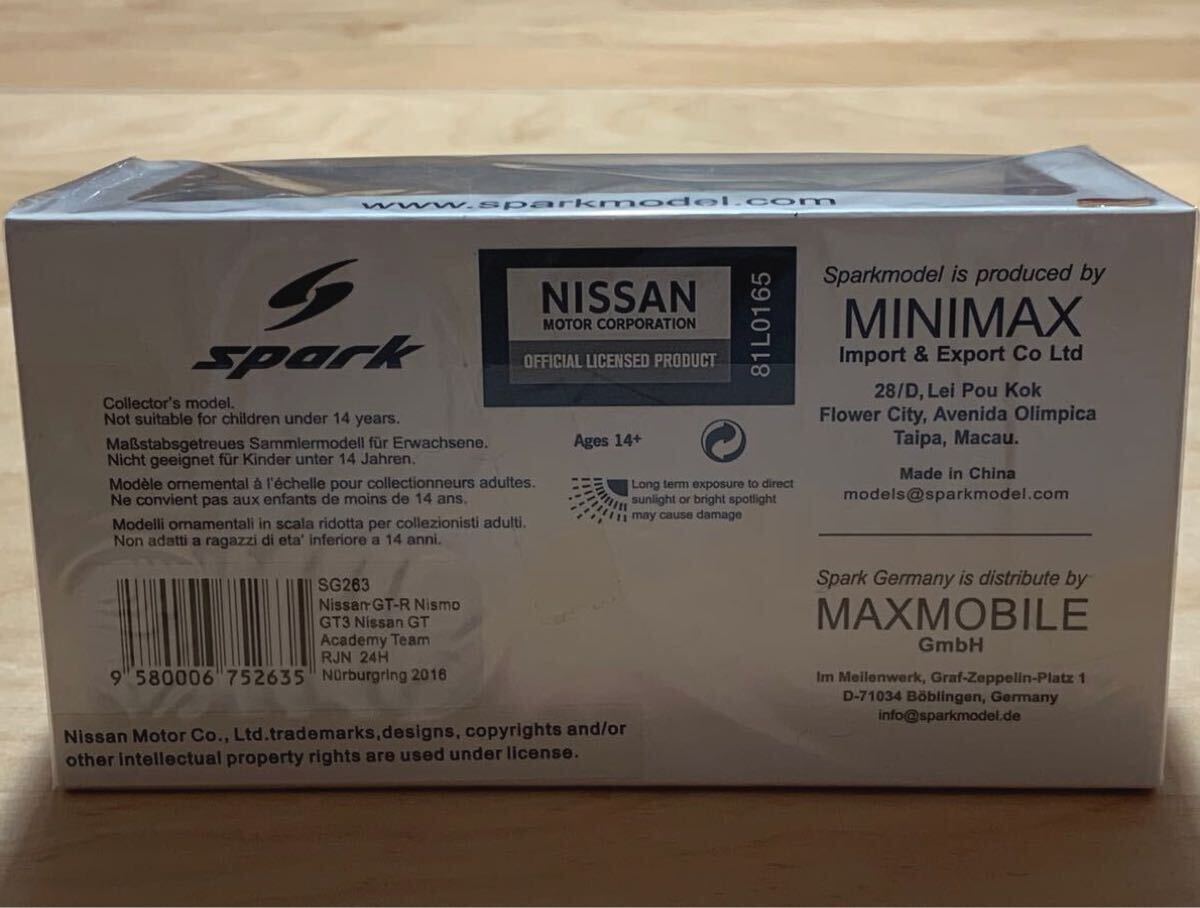 www.sparkmodel.com
spark
Collector's model.
Not suitable for children under 14 years.
Maßstabsgetreues Sammlermodell für Erwachsene.
Nicht geeignet für Kinder unter 14 Jahren.
Modèle ornemental à l'échelle pour collectionneurs adultes.
Ne convient pas aux enfants de moins de 14 ans.
Modelli ornamentali in scala ridotta per collezionisti adulti.
Non adatti a ragazzi di eta' inferiore a 14 anni.
SG263
Nissan GT-R Nismo
GT3 Nissan GT
Academy Team
RJN 24H
Nürburgring 2016
9 580006 752635
Nissan Motor Co., Ltd.trademarks,designs, copyrights and/or
other intellectual property rights are used under license.
NISSAN
MOTOR CORPORATION
OFFICIAL LICENSED PRODUCT
81L0165
Ages 14+
Long term exposure to direct
sunlight or bright spotlight
may cause damage
Sparkmodel is produced by
MINIMAX
Import & Export Co Ltd
28/D, Lei Pou Kok
Flower City, Avenida Olimpica
Taipa, Macau.
Made in China
models@sparkmodel.com
Spark Germany is distribute by
MAXMOBILE
GmbH
Im Meilenwerk, Graf-Zeppelin-Platz 1
D-71034 Böblingen, Germany
info@sparkmodel.de